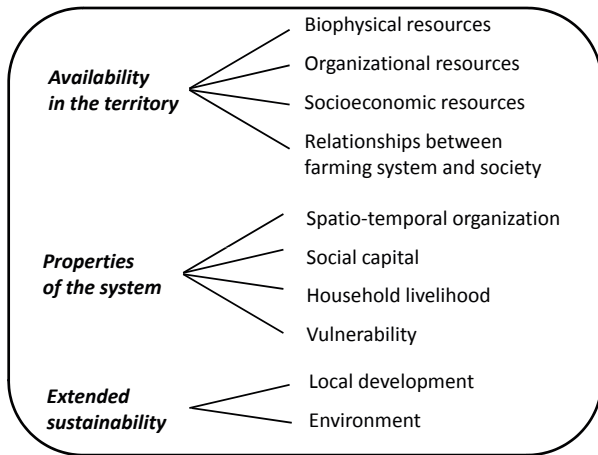 Availability
in the territory
Biophysical resources
Organizational resources
Socioeconomic resources
Relationships between
farming system and society
Properties
of the system
Spatio-temporal organization
Social capital
Household livelihood
Vulnerability
Extended
sustainability
Local development
Environment